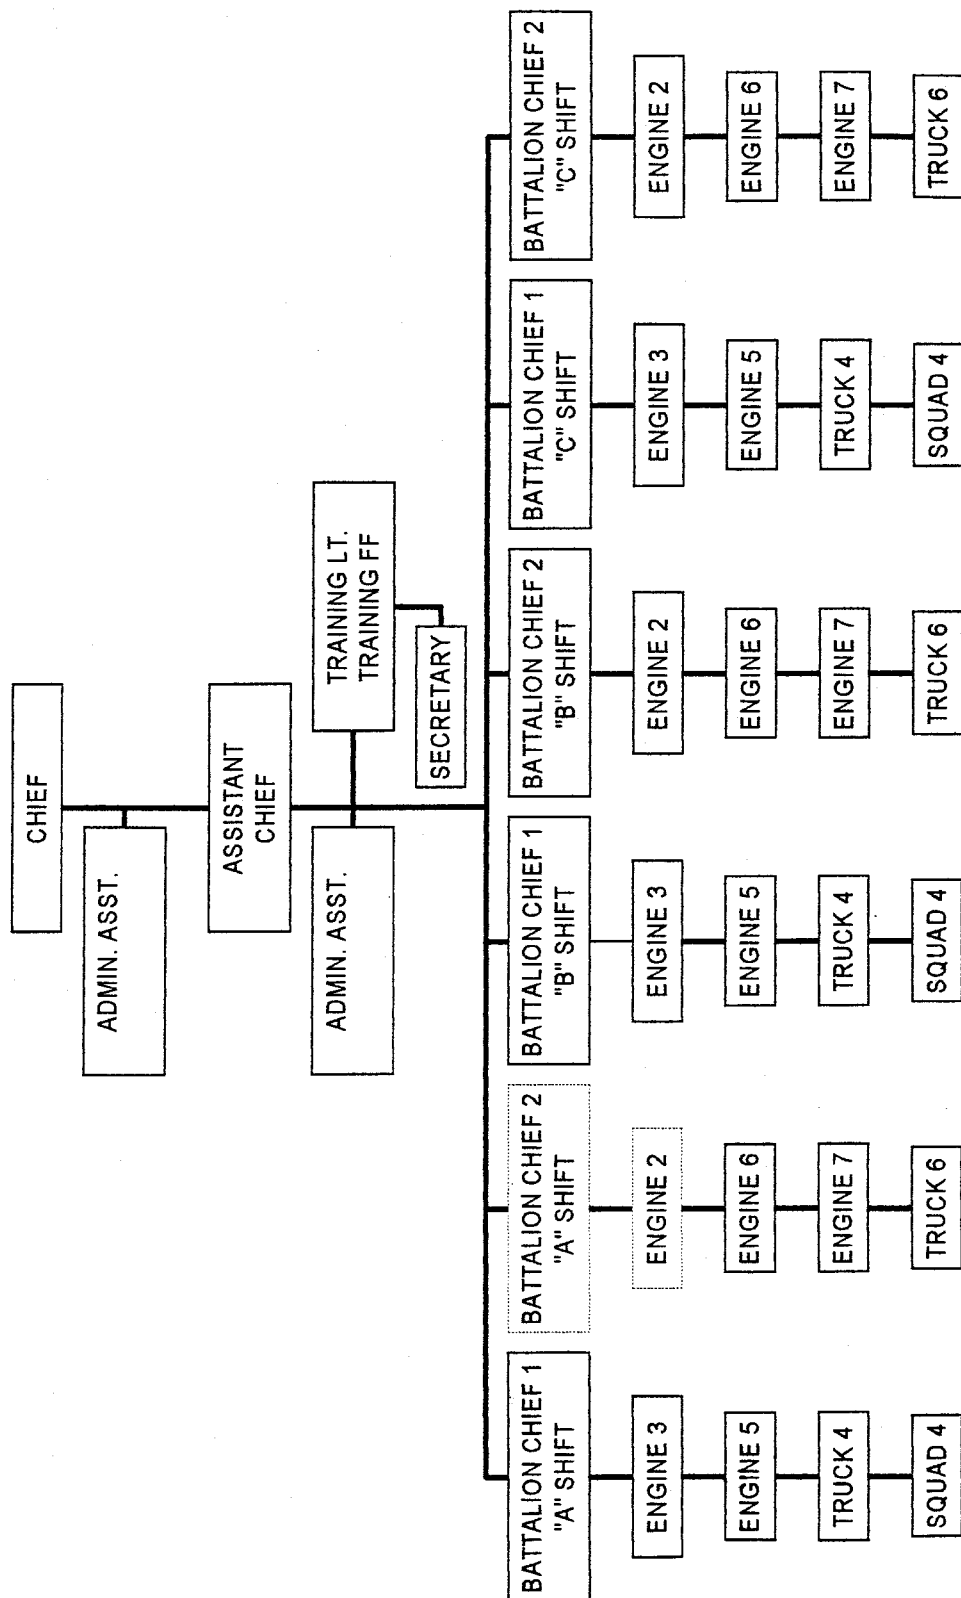 CHIEF
ADMIN. ASST.
ASSISTANT
CHIEF
ADMIN. ASST.
TRAINING LT.
TRAINING FF
SECRETARY
BATTALION CHIEF 1
"A" SHIFT
ENGINE 3
ENGINE 5
TRUCK 4
SQUAD 4
BATTALION CHIEF 2
"A" SHIFT
ENGINE 2
ENGINE 6
ENGINE 7
TRUCK 6
BATTALION CHIEF 1
"B" SHIFT
ENGINE 3
ENGINE 5
TRUCK 4
SQUAD 4
BATTALION CHIEF 2
"B" SHIFT
ENGINE 2
ENGINE 6
ENGINE 7
TRUCK 6
BATTALION CHIEF 1
"C" SHIFT
ENGINE 3
ENGINE 5
TRUCK 4
SQUAD 4
BATTALION CHIEF 2
"C" SHIFT
ENGINE 2
ENGINE 6
ENGINE 7
TRUCK 6